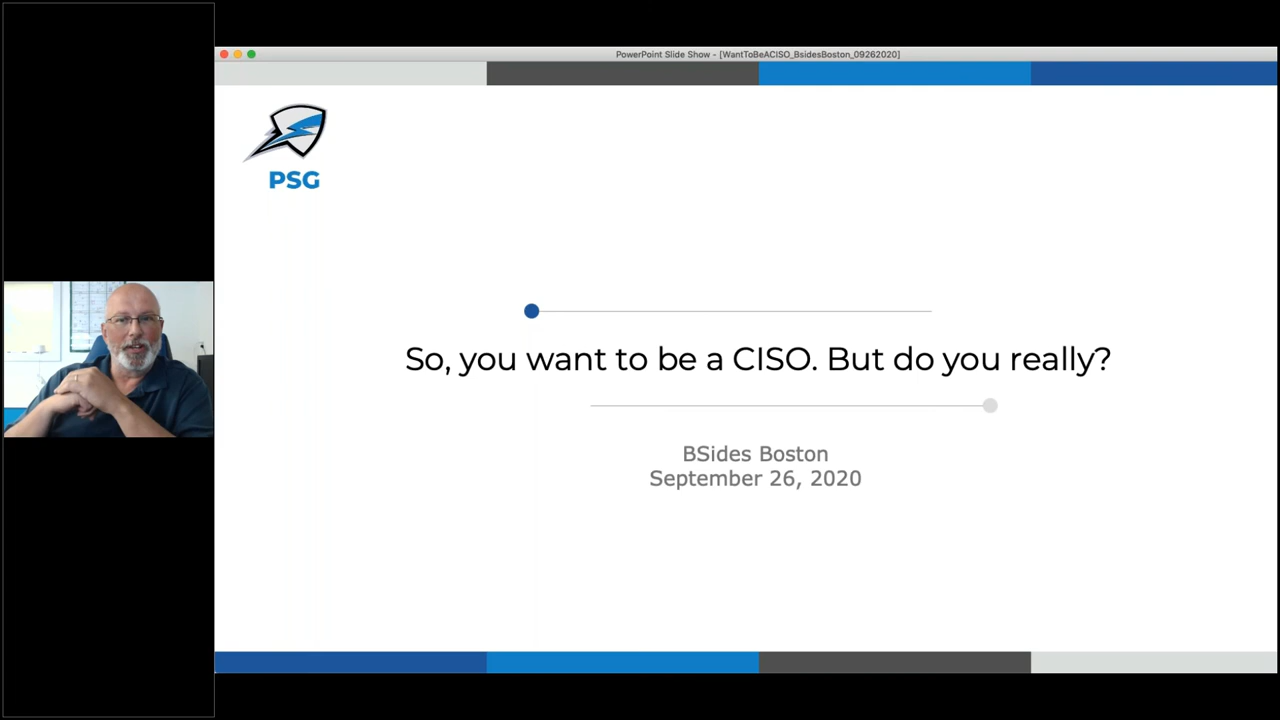 PowerPoint Slide Show - [WantToBeACISO_BsidesBoston_09262020]
PSG
So, you want to be a CISO. But do you really?
BSides Boston
September 26, 2020